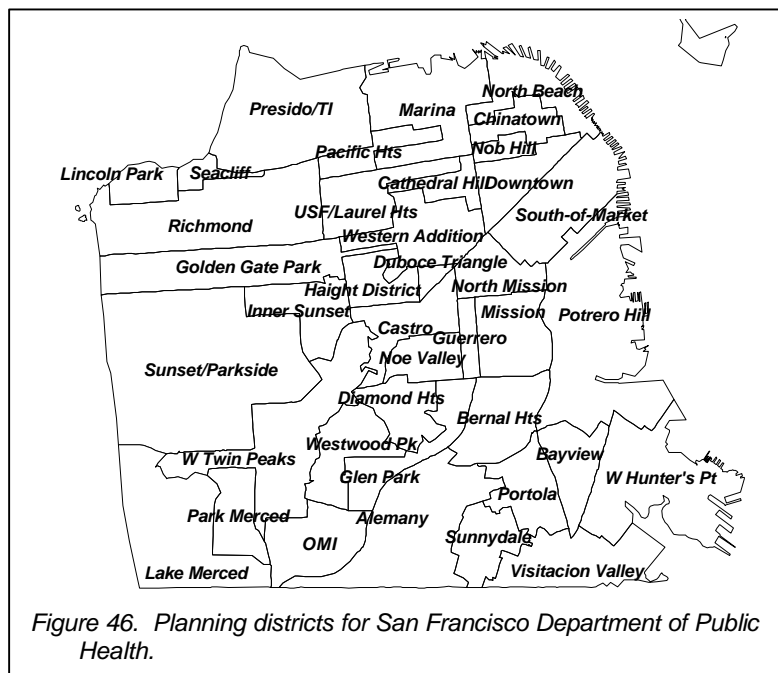 North Beach
Presido/TI
Marina
Chinatown
Pacific Hts
Nob Hill
Lincoln Park
Seacliff
Cathedral Hill
Downtown
USF/Laurel Hts
South-of-Market
Richmond
Western Addition
Duboce Triangle
Golden Gate Park
Haight District
North Mission
Inner Sunset
Mission
Potrero Hill
Castro
Guerrero
Noe Valley
Sunset/Parkside
Diamond Hts
Bernal Hts
Westwood Pk
W Twin Peaks
Bayview
Glen Park
W Hunter's Pt
Portola
Park Merced
Alemany
OMI
Sunnydale
Lake Merced
Visitacion Valley
Figure 46. Planning districts for San Francisco Department of Public
Health.